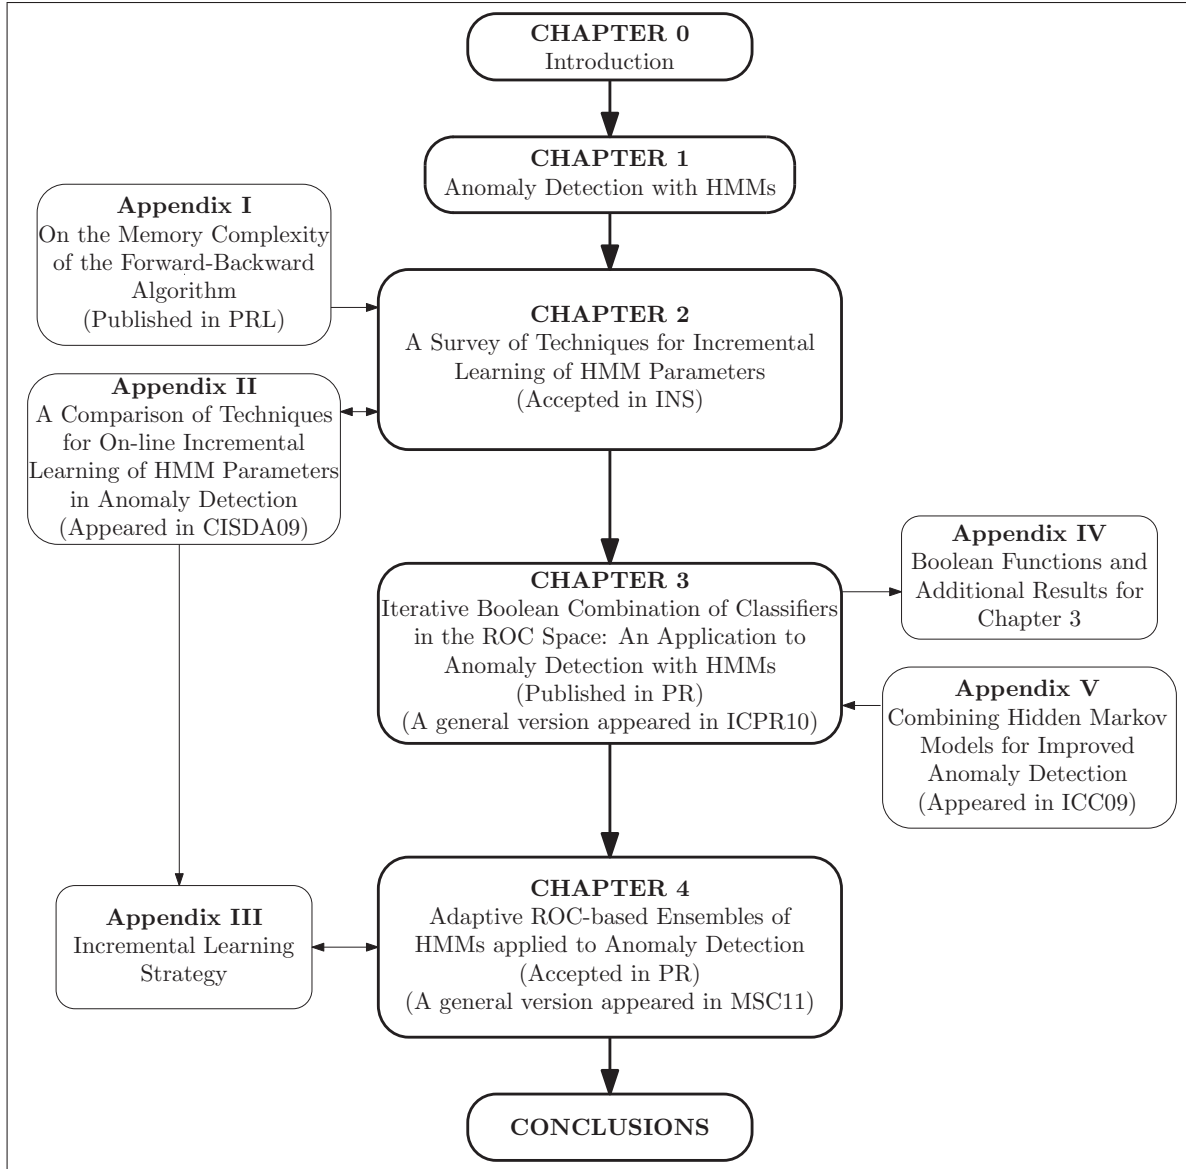 CHAPTER 0
Introduction
CHAPTER 1
Anomaly Detection with HMMs
Appendix I
On the Memory Complexity
of the Forward-Backward
Algorithm
(Published in PRL)
CHAPTER 2
A Survey of Techniques for Incremental
Learning of HMM Parameters
(Accepted in INS)
Appendix II
A Comparison of Techniques
for On-line Incremental
Learning of HMM Parameters
in Anomaly Detection
(Appeared in CISDA09)
CHAPTER 3
Iterative Boolean Combination of Classifiers
in the ROC Space: An Application to
Anomaly Detection with HMMs
(Published in PR)
(A general version appeared in ICPR10)
Appendix IV
Boolean Functions and
Additional Results for
Chapter 3
Appendix V
Combining Hidden Markov
Models for Improved
Anomaly Detection
(Appeared in ICC09)
Appendix III
Incremental Learning
Strategy
CHAPTER 4
Adaptive ROC-based Ensembles of
HMMs applied to Anomaly Detection
(Accepted in PR)
(A general version appeared in MSC11)
CONCLUSIONS